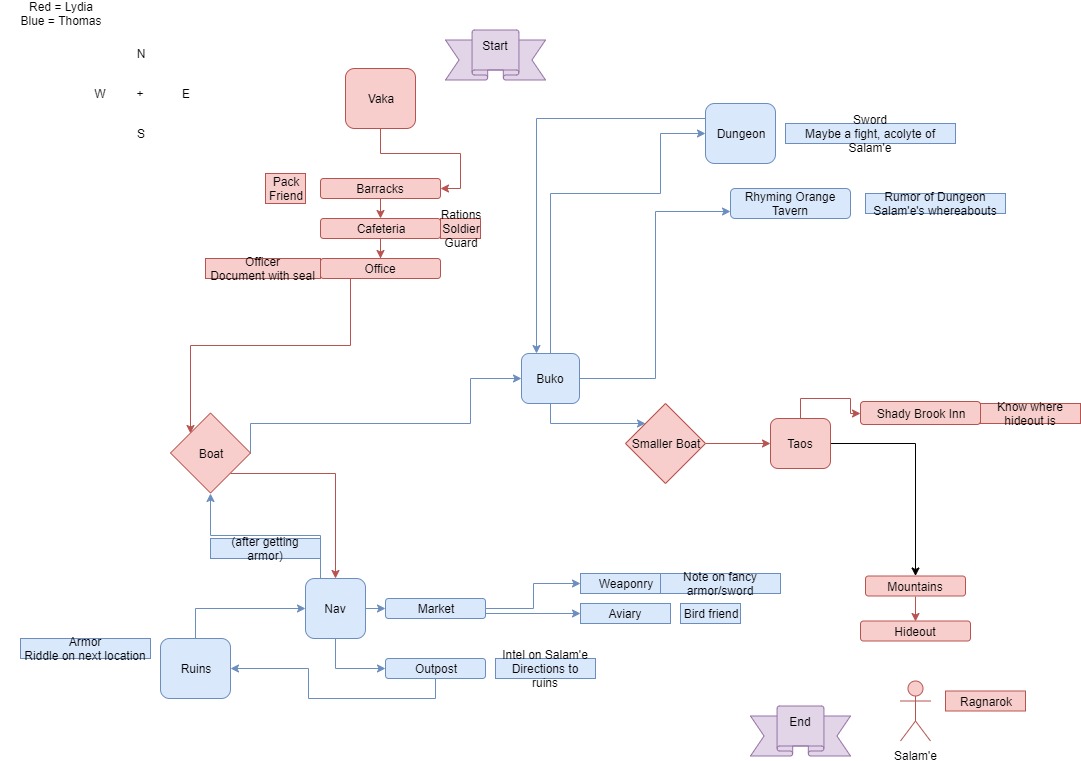 Red = Lydia
Blue = Thomas
N
W
+
E
S
Start
Vaka
Pack
Friend
Barracks
Cafeteria
Rations
Soldier
Guard
Officer
Document with seal
Office
Dungeon
Sword
Maybe a fight, acolyte of
Salam'e
Rhyming Orange
Tavern
Rumor of Dungeon
Salam'e's whereabouts
Buko
Boat
Smaller Boat
Taos
Shady Brook Inn
Know where
hideout is
(after getting
armor)
Nav
Market
Weaponry
Note on fancy
armor/sword
Aviary
Bird friend
Mountains
Hideout
Armor
Riddle on next location
Ruins
Outpost
Intel on Salam'e
Directions to
ruins
End
Ragnarok
Salam'e